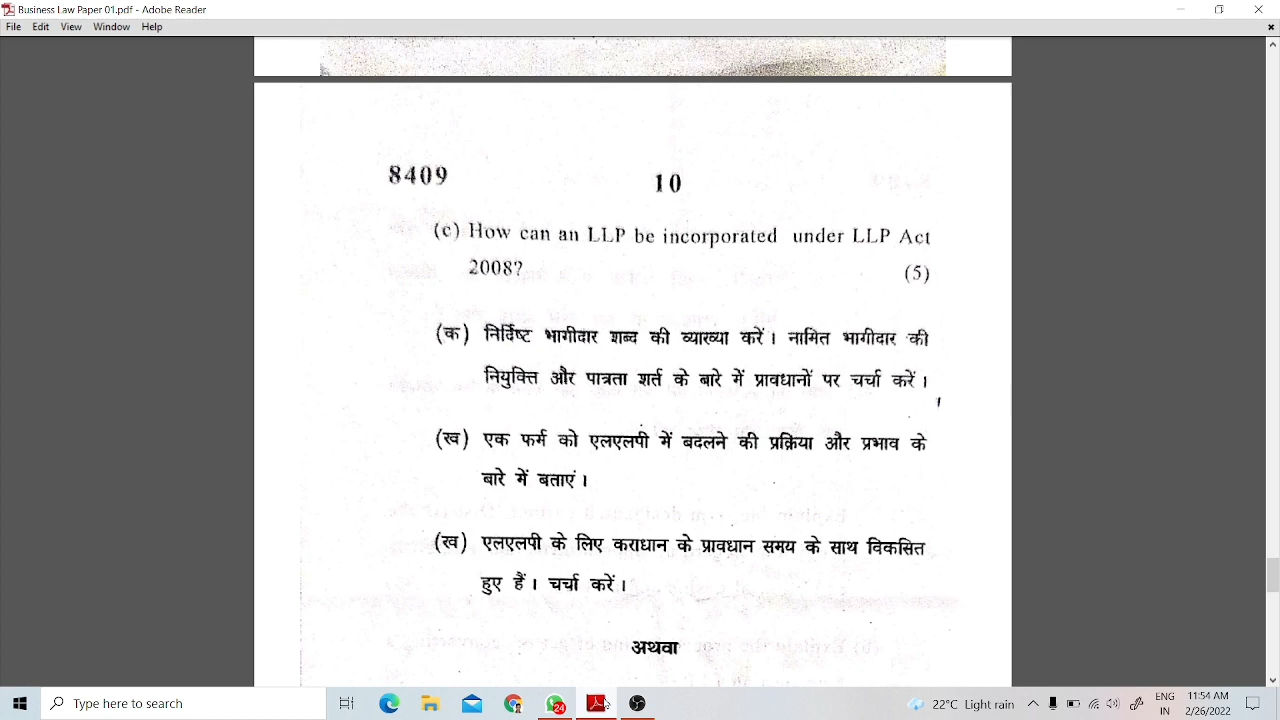 Business Law Paper 01.pdf - Adobe Reader
File Edit View Window Help
8409
10
(c) How can an LLP be incorporated under LLP Act
2008? (5)
(क) निर्दिष्ट भागीदार शब्द की व्याख्या करें। नामित भागीदार की
नियुक्ति और पात्रता शर्त के बारे में प्रावधानों पर चर्चा करें।
(ख) एक फर्म को एलएलपी में बदलने की प्रक्रिया और प्रभाव के
बारे में बताएं।
(ख) एलएलपी के लिए कराधान के प्रावधान समय के साथ विकसित
हुए हैं। चर्चा करें।
अथवा
Type here to search
24
22°C Light rain
ENG
IN
11:54 AM
2/26/2022